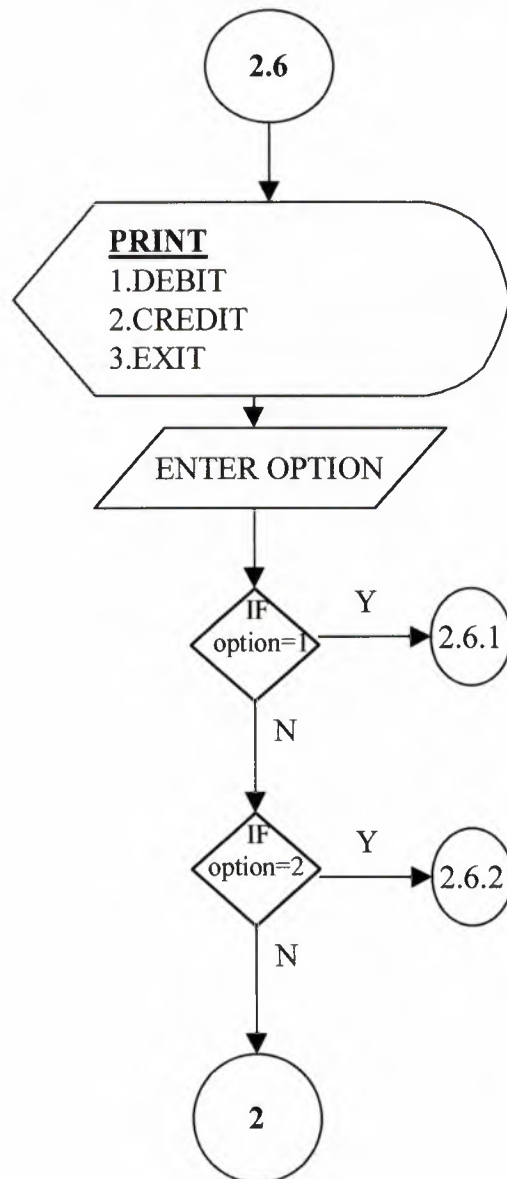 2.6
PRINT
1.DEBIT
2.CREDIT
3.EXIT
ENTER OPTION
IF
option=1
Y
2.6.1
N
IF
option=2
Y
2.6.2
N
2